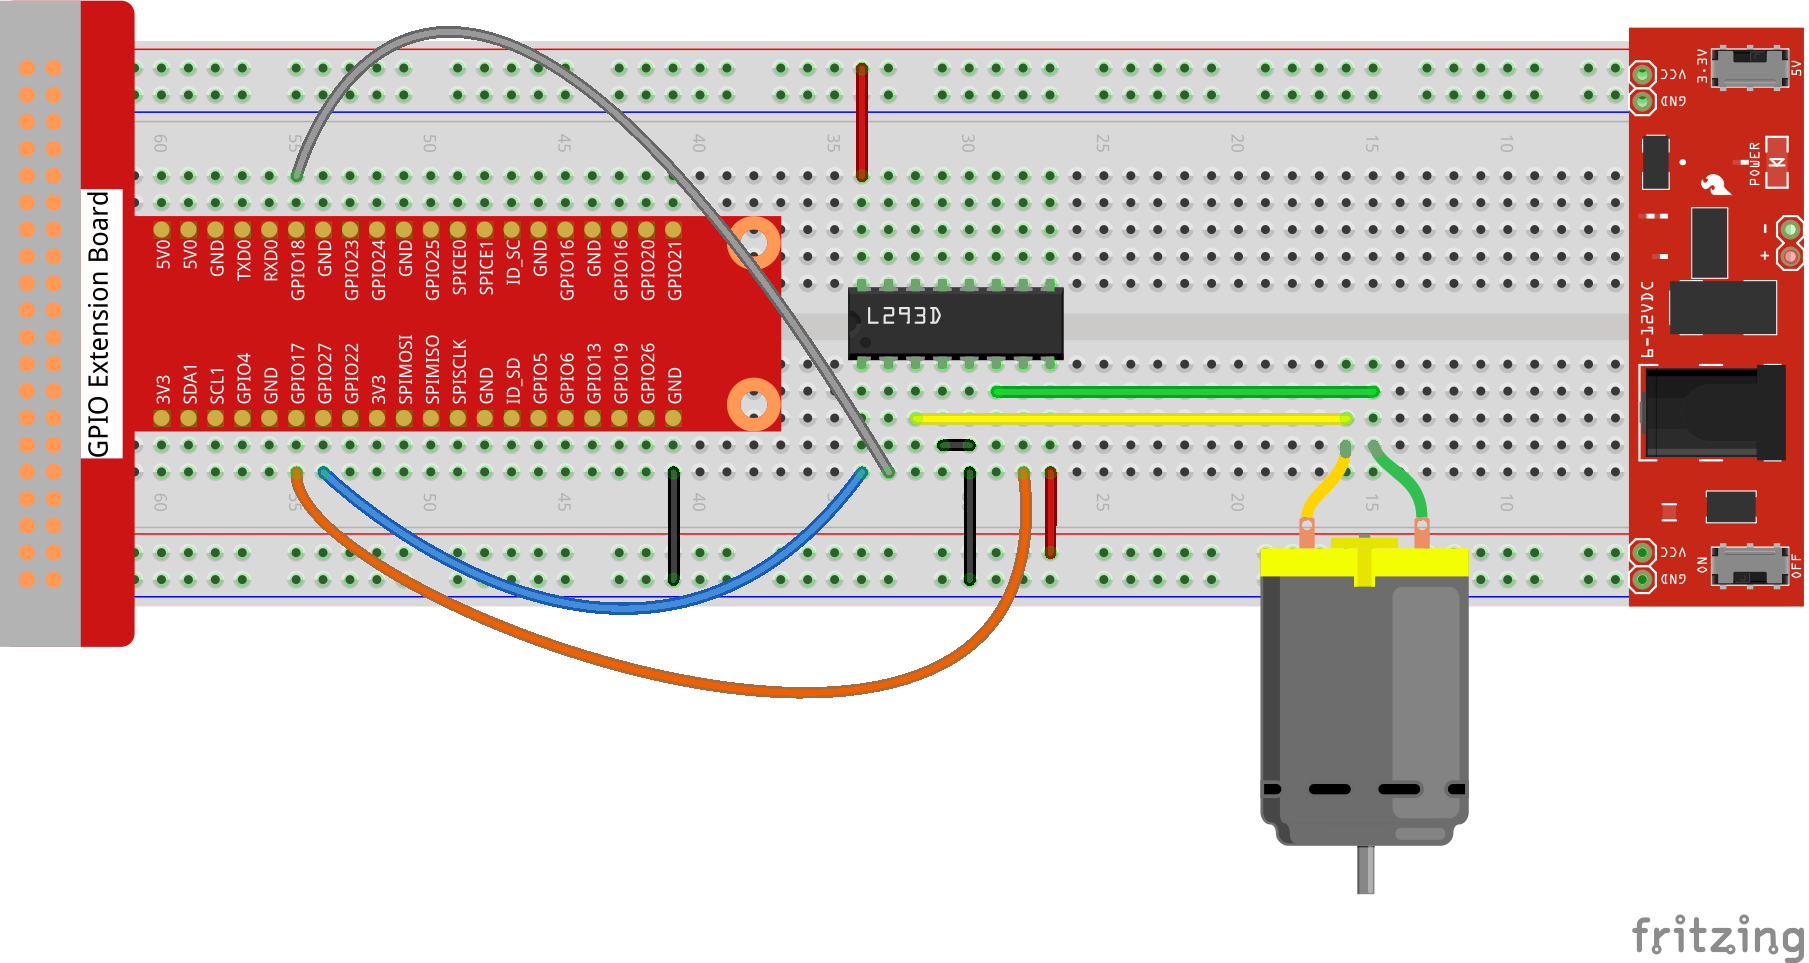 GPIO Extension Board
60 55 50 45 40 35 30 25 20 15 10
5V0 5V0 GND TXD0 RXD0 GPIO18 GND GPIO23 GPIO24 GND GPIO25 SPICE0 SPICE1 ID_SC GND GPIO16 GND GPIO16 GPIO20 GPIO21
L293D
3V3 SDA1 SCL1 GPIO4 GND GPIO17 GPIO27 GPIO22 3V3 SPIMOSI SPIMISO SPISCLK GND ID_SD GPIO5 GPIO6 GPIO13 GPIO19 GPIO26 GND
60 50 45 40 30 25 20 15 10
VCC
GND
3.3V
5V
POWER
-
+
6-12VDC
VCC
GND
ON
OFF
fritzing